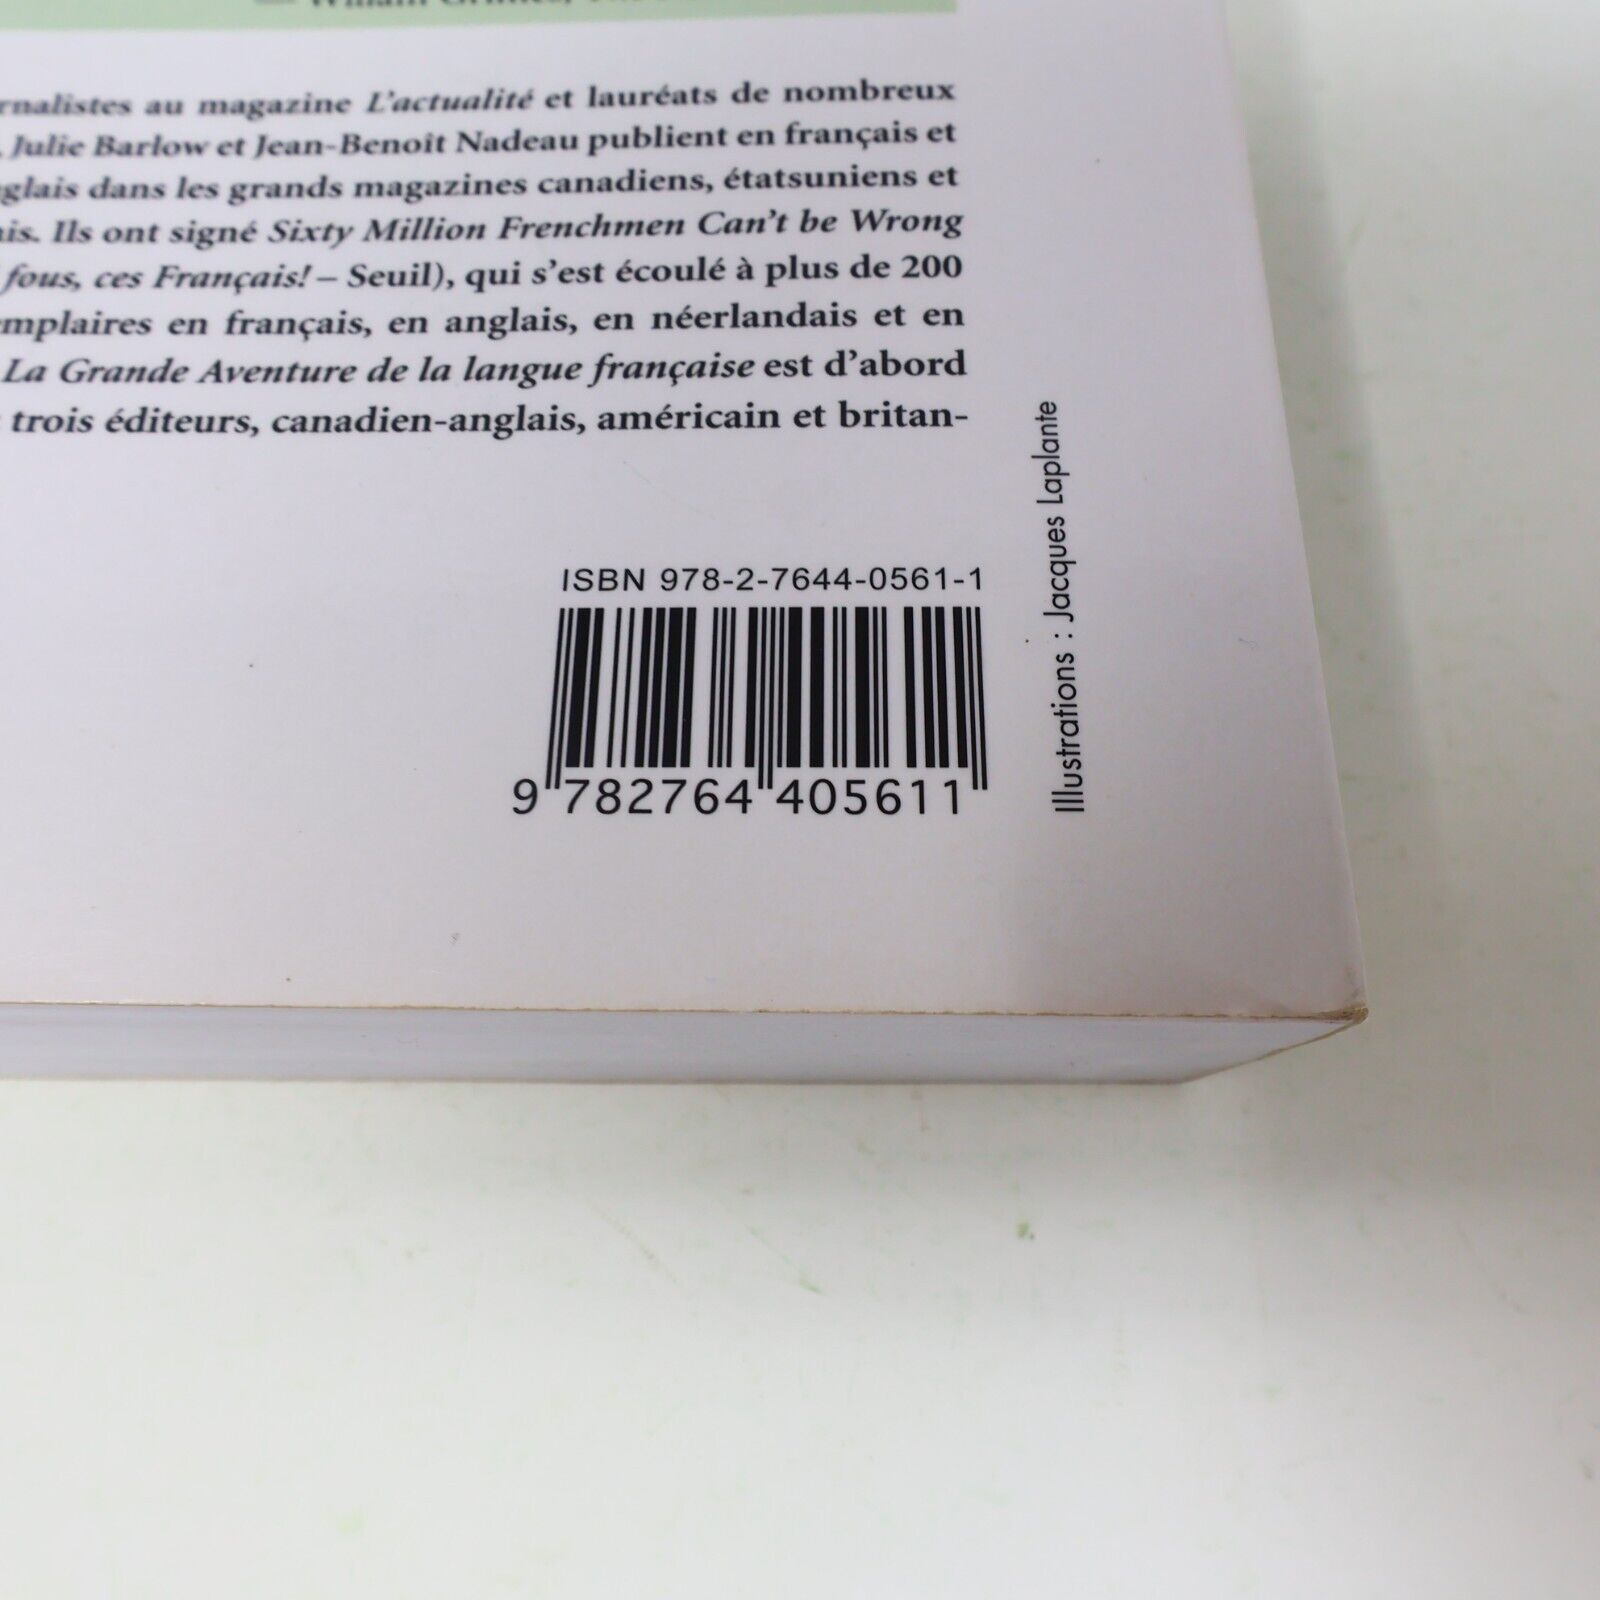 William Grimes,
rnalistes au magazine L'actualité et lauréats de nombreux
, Julie Barlow et Jean-Benoît Nadeau publient en français et
glais dans les grands magazines canadiens, étatsuniens et
is. Ils ont signé Sixty Million Frenchmen Can't be Wrong
fous, ces Français! – Seuil), qui s'est écoulé à plus de 200
mplaires en français, en anglais, en néerlandais et en
La Grande Aventure de la langue française est d'abord
trois éditeurs, canadien-anglais, américain et britan-
ISBN 978-2-7644-0561-1
9 782764 405611
Illustrations : Jacques Laplante